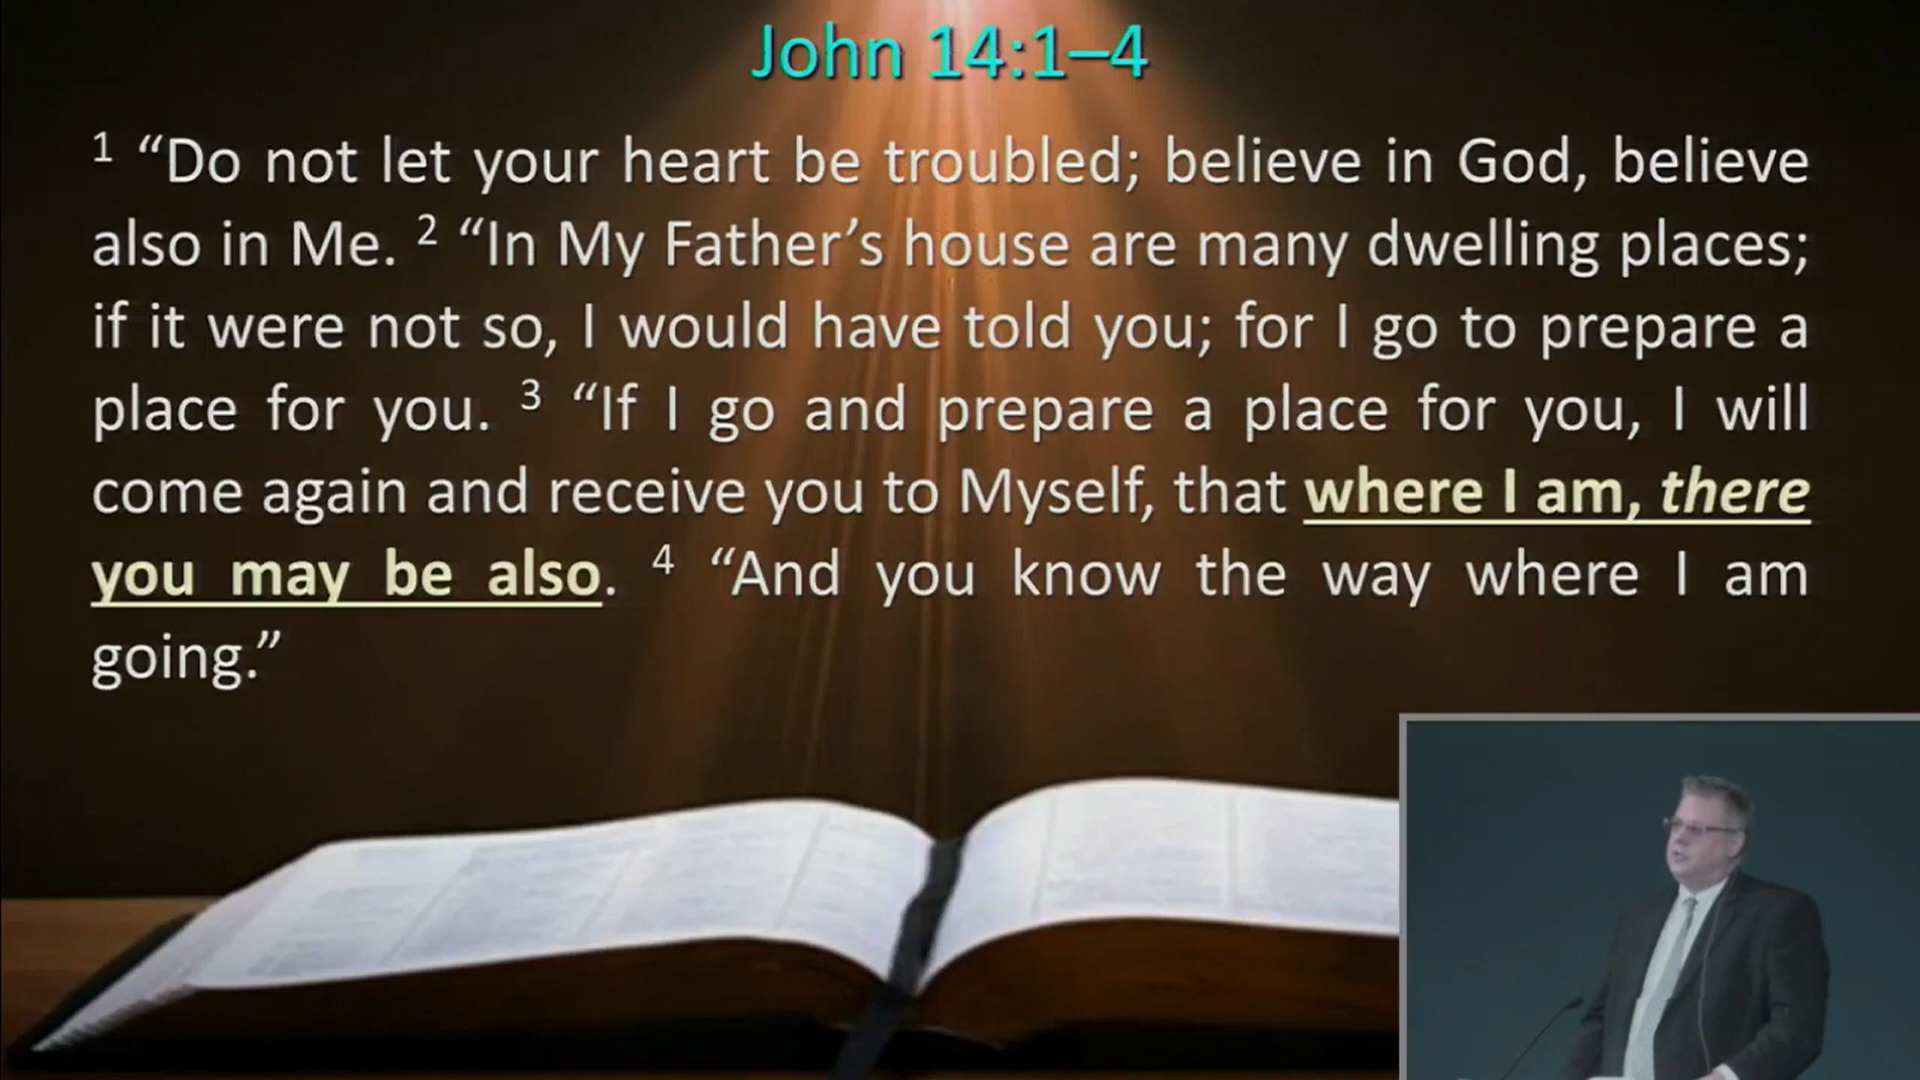 John 14:1–4
¹ “Do not let your heart be troubled; believe in God, believe
also in Me. ² “In My Father’s house are many dwelling places;
if it were not so, I would have told you; for I go to prepare a
place for you. ³ “If I go and prepare a place for you, I will
come again and receive you to Myself, that where I am, there
you may be also. ⁴ “And you know the way where I am
going.”